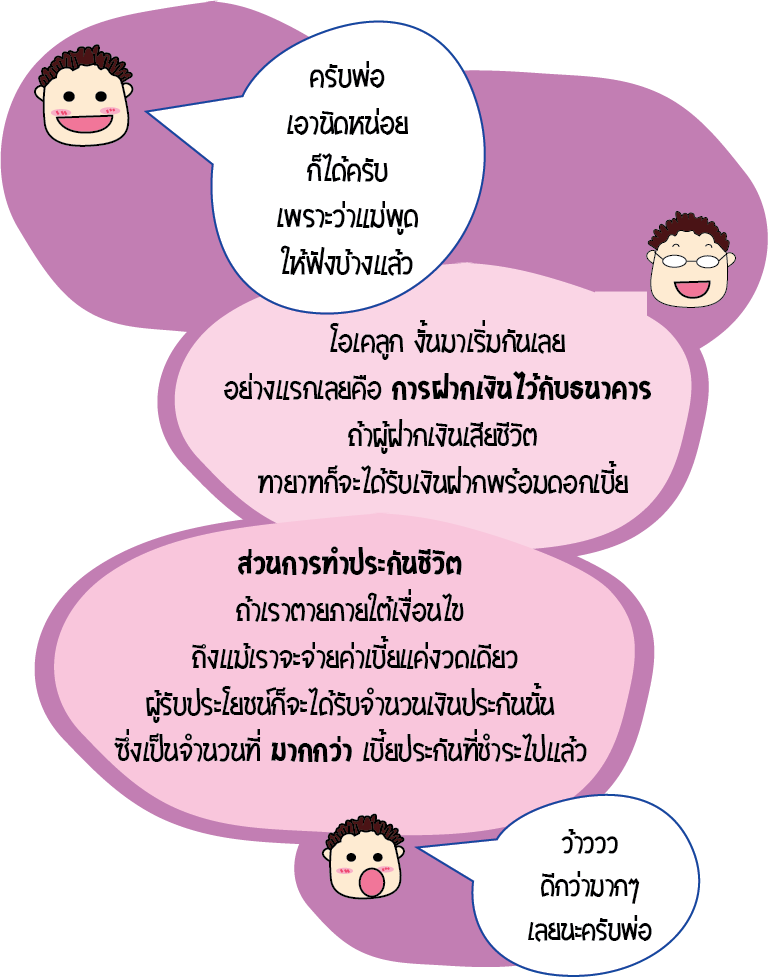 ครับพ่อ
เอานิดหน่อย
ก็ได้ครับ
เพราะว่าแม่พูด
ให้ฟังบ้างแล้ว
โอเคลูก งั้นมาเริ่มกันเลย
อย่างแรกเลยคือ การฝากเงินไว้กับธนาคาร
ถ้าผู้ฝากเงินเสียชีวิต
ทายาทก็จะได้รับเงินฝากพร้อมดอกเบี้ย
ส่วนการทำประกันชีวิต
ถ้าเราตายภายใต้เงื่อนไข
ถึงแม้เราจะจ่ายค่าเบี้ยแค่งวดเดียว
ผู้รับประโยชน์ก็จะได้รับจำนวนเงินประกันนั้น
ซึ่งเป็นจำนวนที่ มากกว่า เบี้ยประกันที่ชำระไปแล้ว
ว้าววว
ดีกว่ามากๆ
เลยนะครับพ่อ